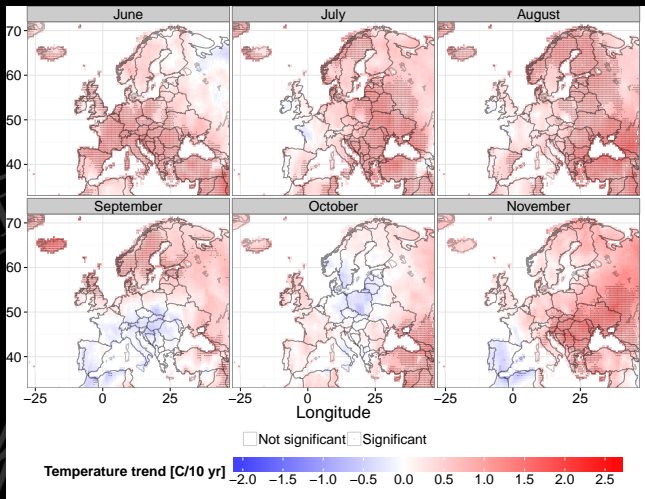 June July August
70
60
50
40
September October November
70
60
50
40
−25 0 25 −25 0 25 −25 0 25
Longitude
Not significant Significant
Temperature trend [C/10 yr] −2.0 −1.5 −1.0 −0.5 0.0 0.5 1.0 1.5 2.0 2.5